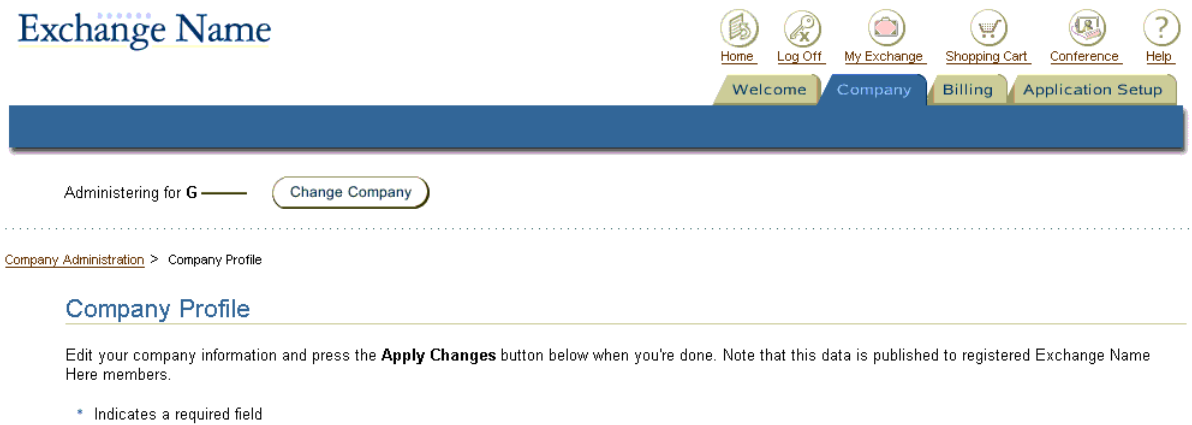 Exchange Name
Home Log Off My Exchange Shopping Cart Conference Help
Welcome Company Billing Application Setup
Administering for G Change Company
Company Administration > Company Profile
Company Profile
Edit your company information and press the Apply Changes button below when you're done. Note that this data is published to registered Exchange Name
Here members.
* Indicates a required field